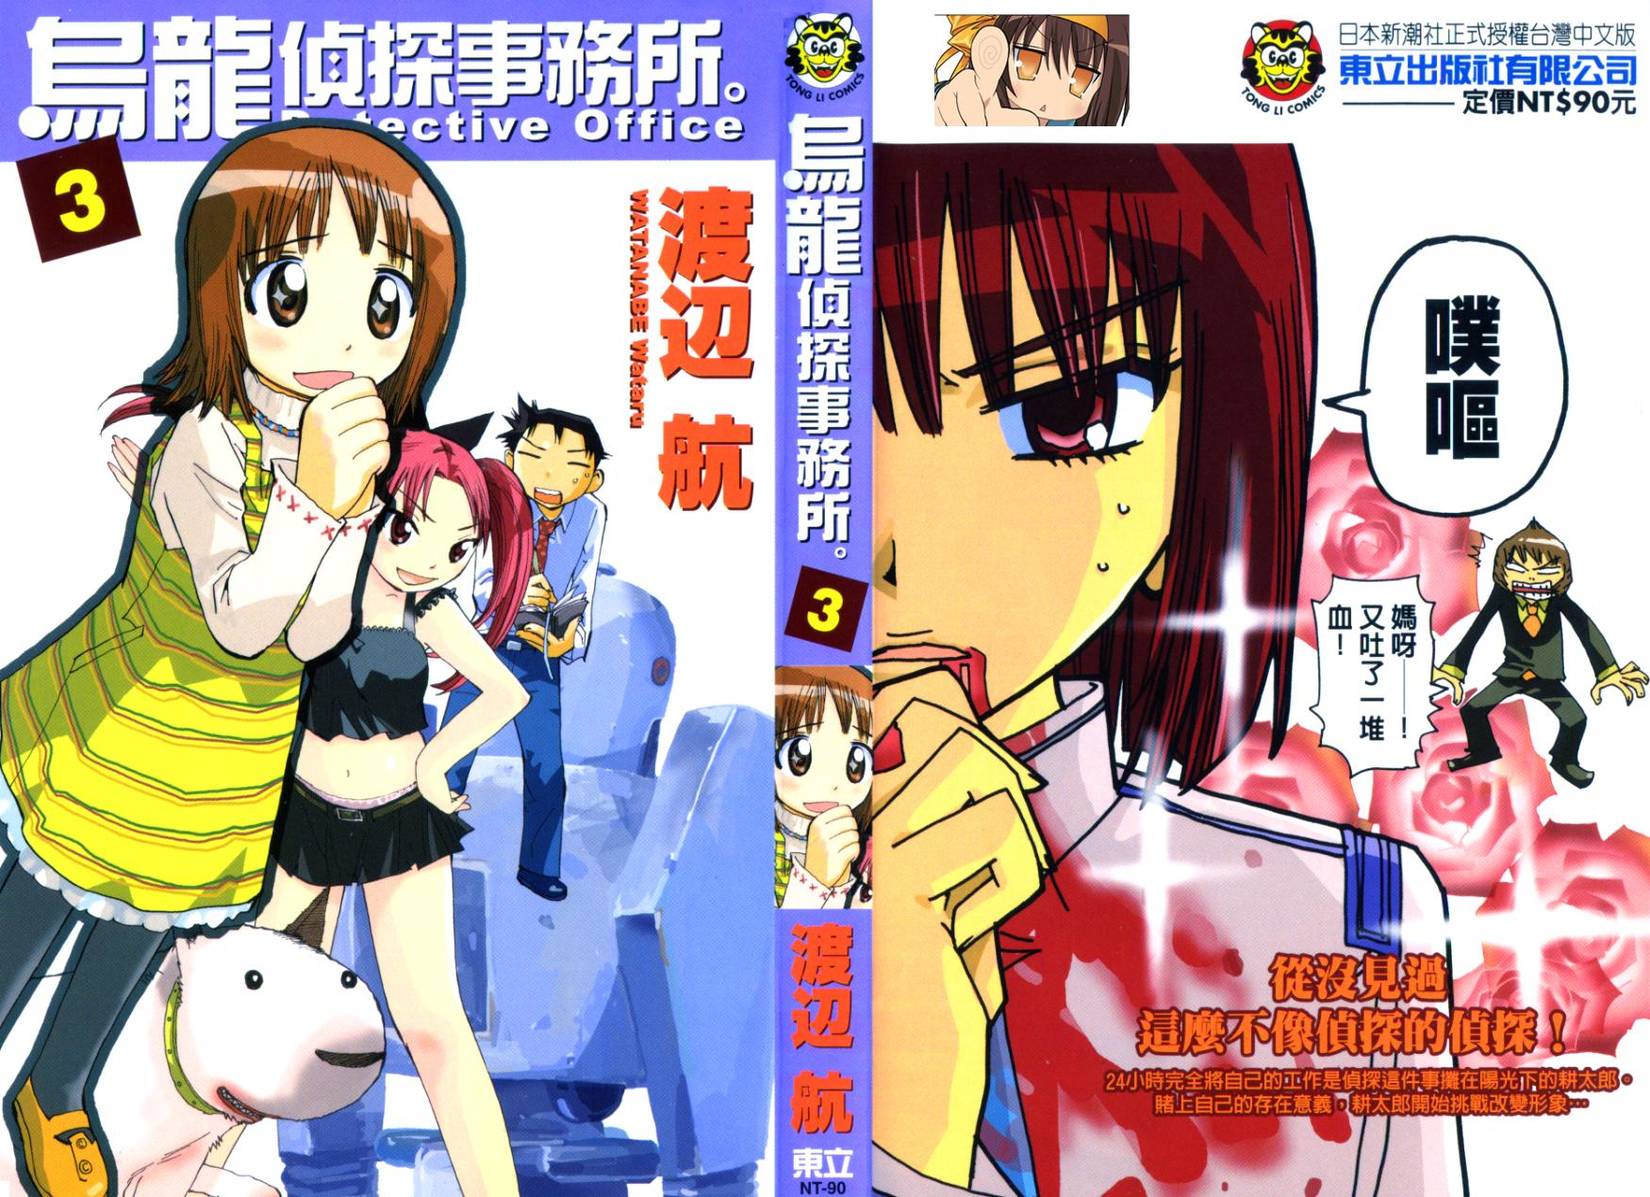 烏龍偵探事務所。
Detective Office
3
渡辺 航
WATANABE Wataru
TONG LI COMICS
烏龍偵探事務所。
3
渡辺 航
東立
NT-90
TONG LI COMICS
日本新潮社正式授權台灣中文版
東立出版社有限公司
定價NT$90元
噗
嘔
媽呀——！
又吐了一堆
血！
從沒見過
這麼不像偵探的偵探！
24小時完全將自己的工作是偵探這件事攤在陽光下的耕太郎。
賭上自己的存在意義，耕太郎開始挑戰改變形象…